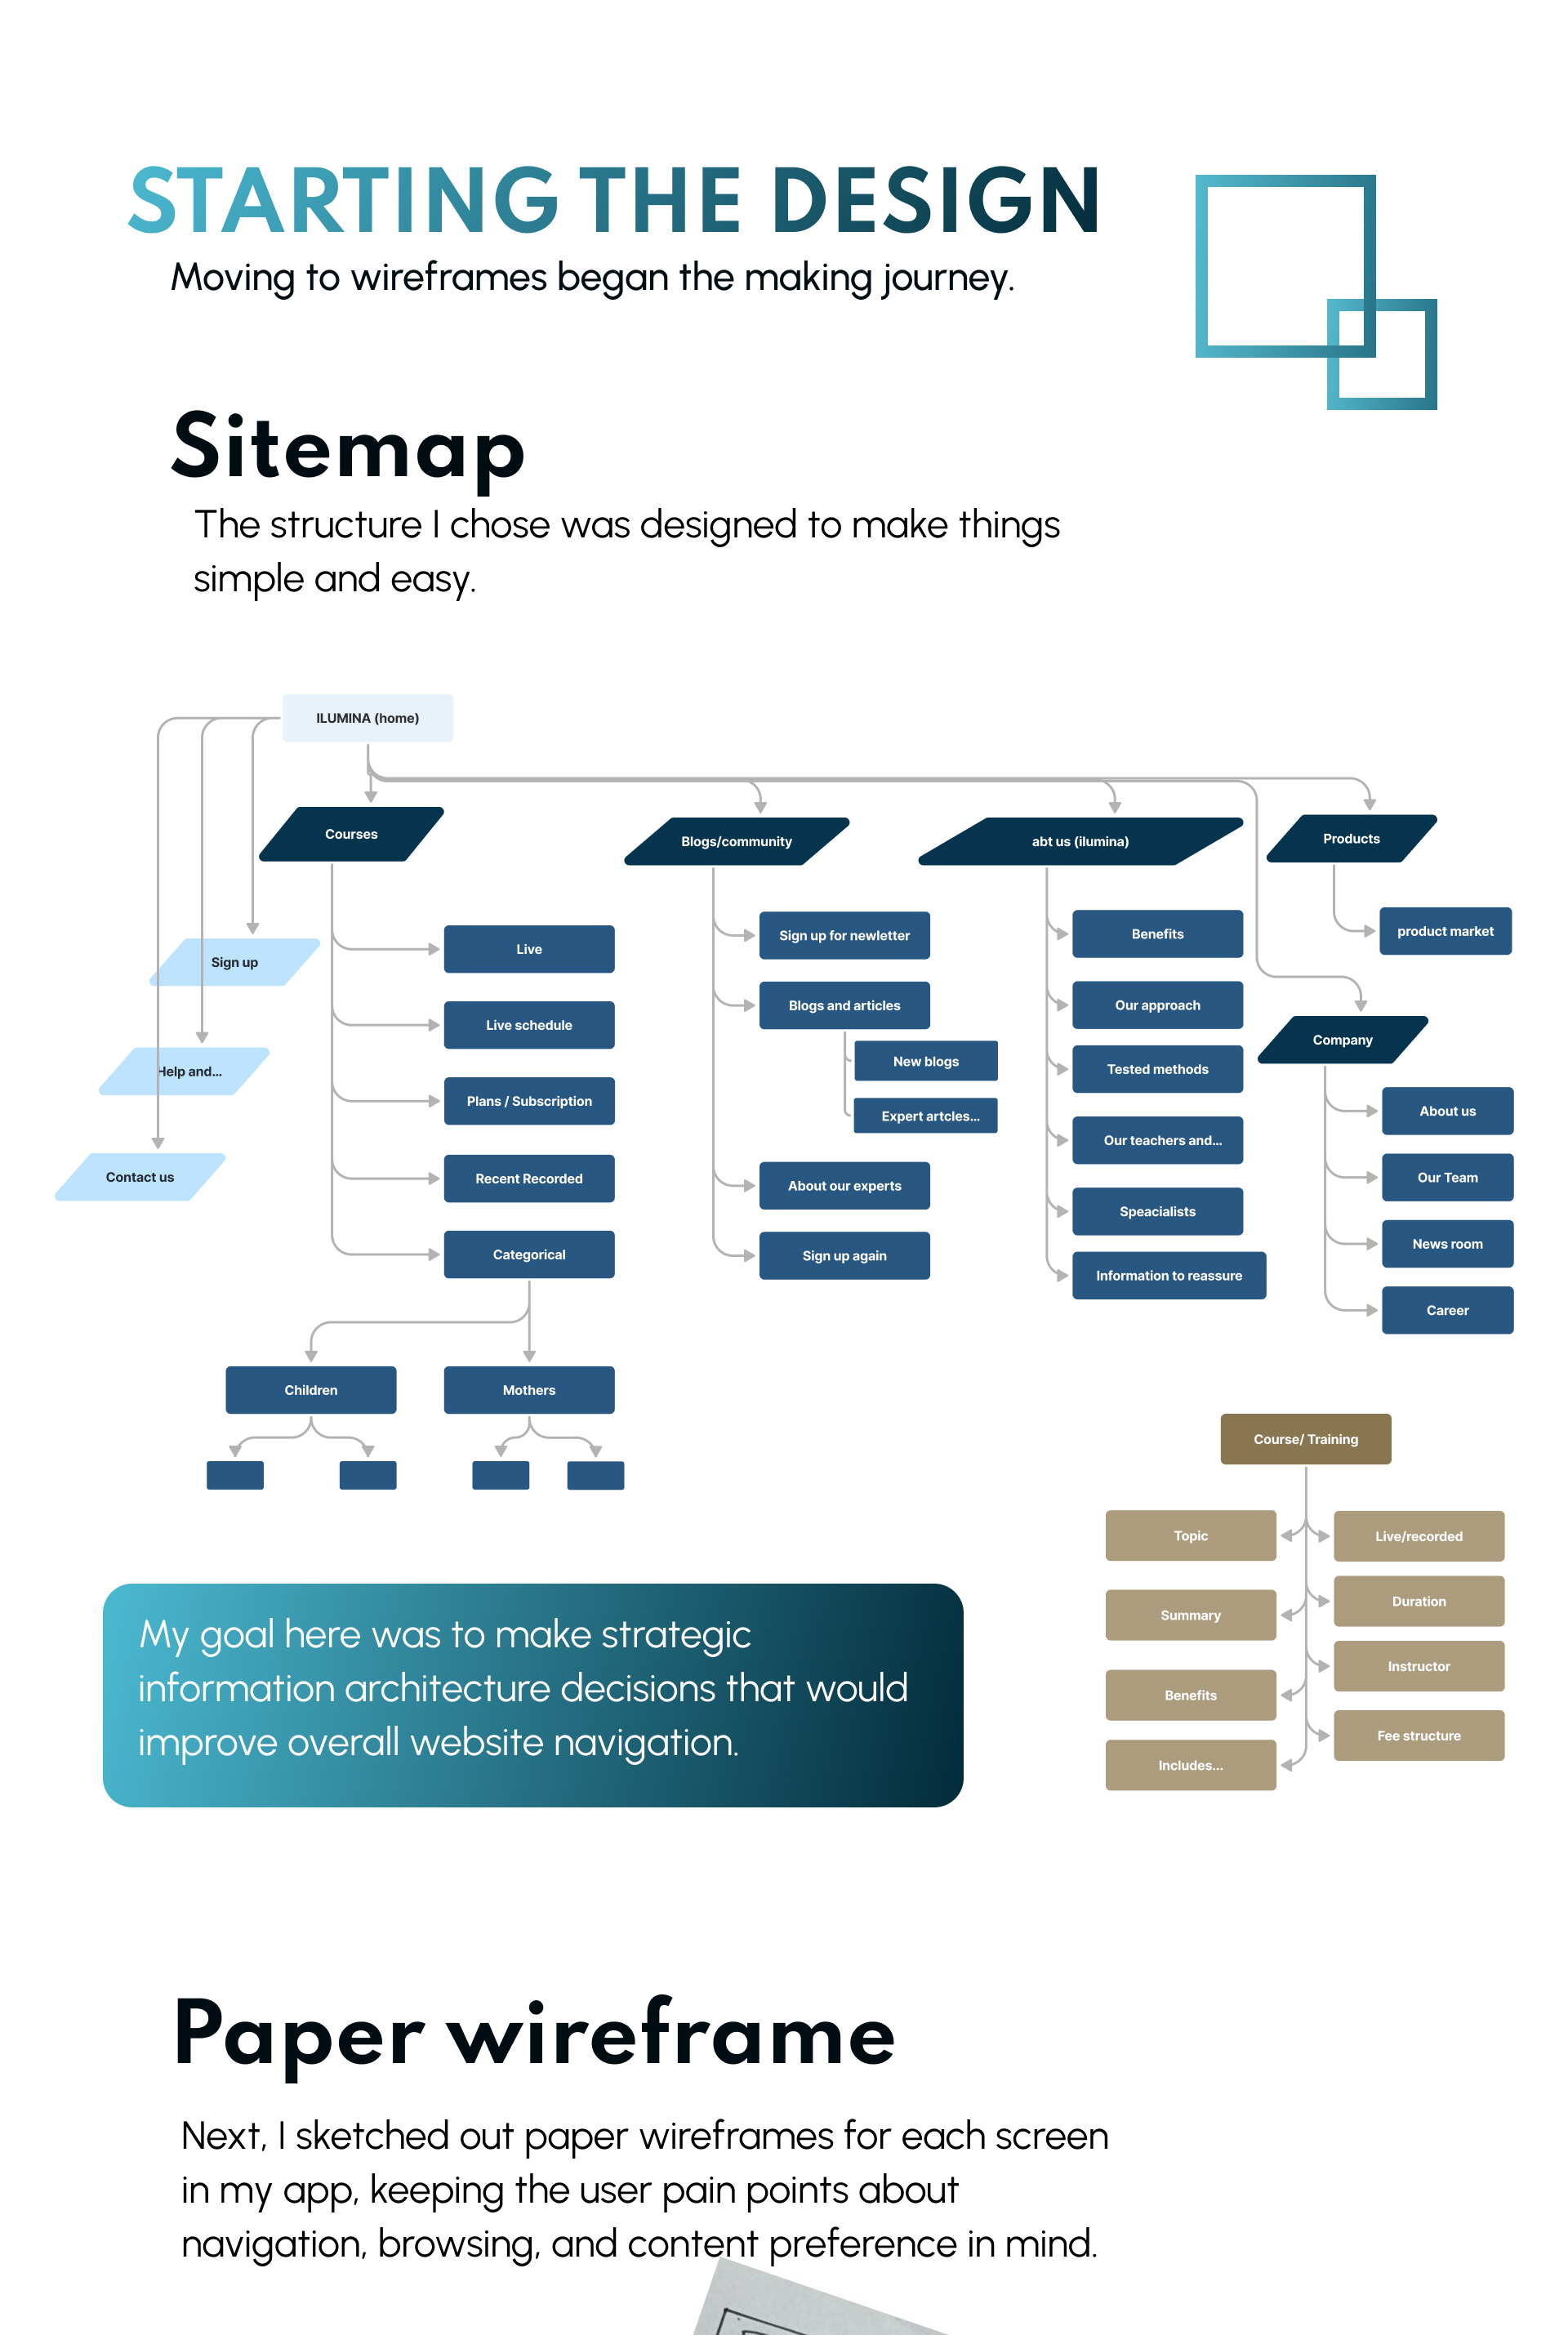 STARTING THE DESIGN
Moving to wireframes began the making journey.
Sitemap
The structure I chose was designed to make things
simple and easy.
ILUMINA (home)
Sign up
Help and...
Contact us
Courses
Live
Live schedule
Plans / Subscription
Recent Recorded
Categorical
Children
Mothers
Blogs/community
Sign up for newletter
Blogs and articles
New blogs
Expert artcles...
About our experts
Sign up again
abt us (ilumina)
Benefits
Our approach
Tested methods
Our teachers and...
Speacialists
Information to reassure
Products
product market
Company
About us
Our Team
News room
Career
Course/ Training
Topic
Live/recorded
Summary
Duration
Benefits
Instructor
Includes...
Fee structure
My goal here was to make strategic
information architecture decisions that would
improve overall website navigation.
Paper wireframe
Next, I sketched out paper wireframes for each screen
in my app, keeping the user pain points about
navigation, browsing, and content preference in mind.